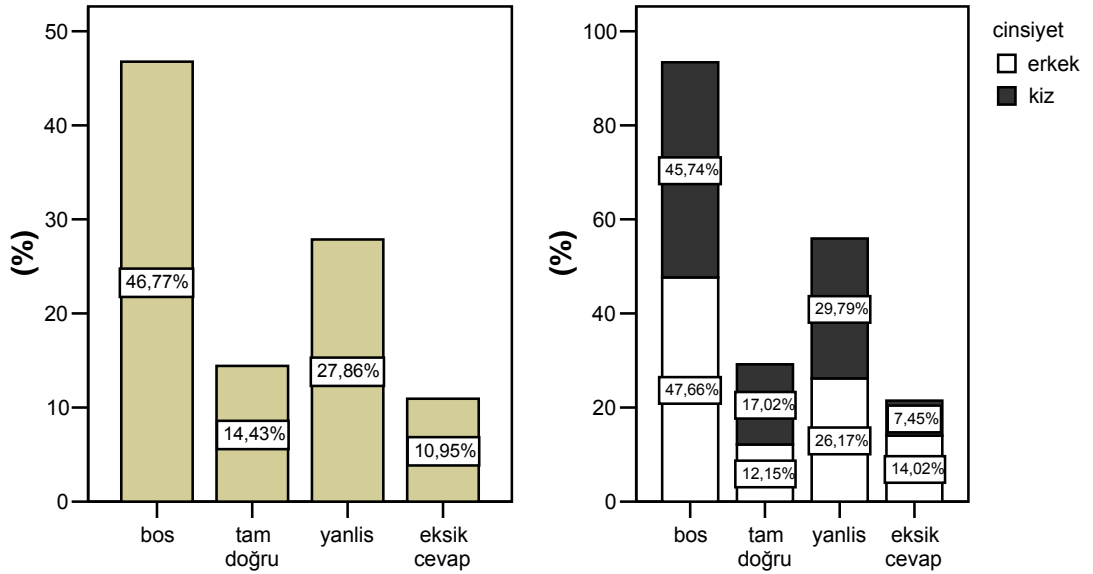 (%)
50
40
30
20
10
0
46,77%
14,43%
27,86%
10,95%
bos
tam
doğru
yanlis
eksik
cevap
(%)
100
80
60
40
20
0
45,74%
47,66%
17,02%
12,15%
29,79%
26,17%
7,45%
14,02%
bos
tam
doğru
yanlis
eksik
cevap
cinsiyet
erkek
kiz